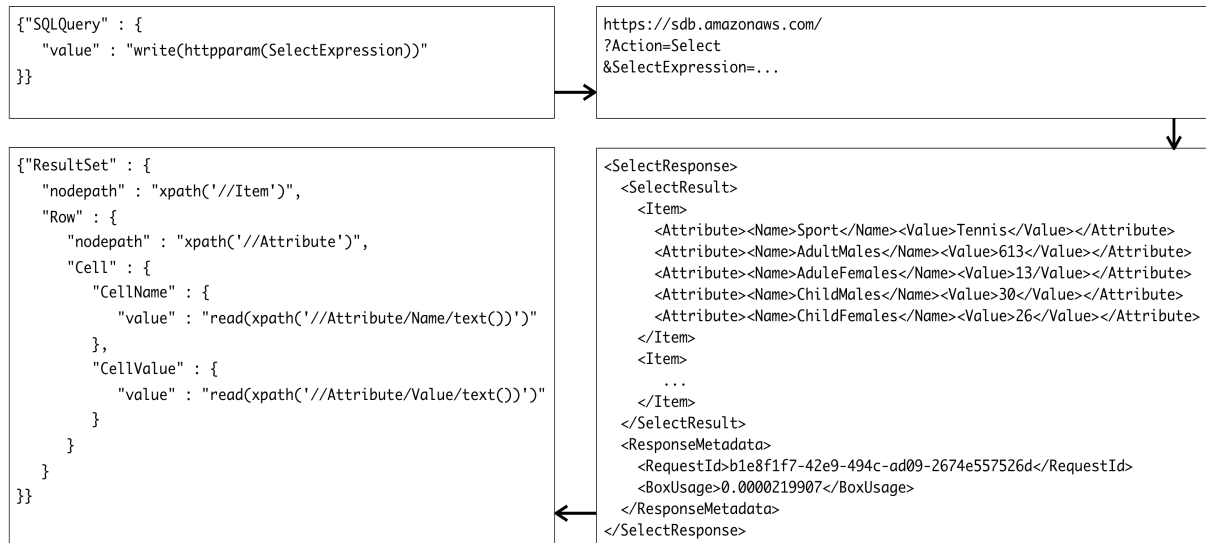 {"SQLQuery" : {
"value" : "write(httpparam(SelectExpression))"
}}
https://sdb.amazonaws.com/
?Action=Select
&SelectExpression=...
{"ResultSet" : {
"nodepath" : "xpath('//Item')",
"Row" : {
"nodepath" : "xpath('//Attribute')",
"Cell" : {
"CellName" : {
"value" : "read(xpath('//Attribute/Name/text())')"
},
"CellValue" : {
"value" : "read(xpath('//Attribute/Value/text())')"
}
}
}
}}
<SelectResponse>
<SelectResult>
<Item>
<Attribute><Name>Sport</Name><Value>Tennis</Value></Attribute>
<Attribute><Name>AdultMales</Name><Value>613</Value></Attribute>
<Attribute><Name>AduleFemales</Name><Value>13/Value></Attribute>
<Attribute><Name>ChildMales</Name><Value>30</Value></Attribute>
<Attribute><Name>ChildFemales</Name><Value>26</Value></Attribute>
</Item>
<Item>
...
</Item>
</SelectResult>
<ResponseMetadata>
<RequestId>b1e8f1f7-42e9-494c-ad09-2674e557526d</RequestId>
<BoxUsage>0.0000219907</BoxUsage>
</ResponseMetadata>
</SelectResponse>